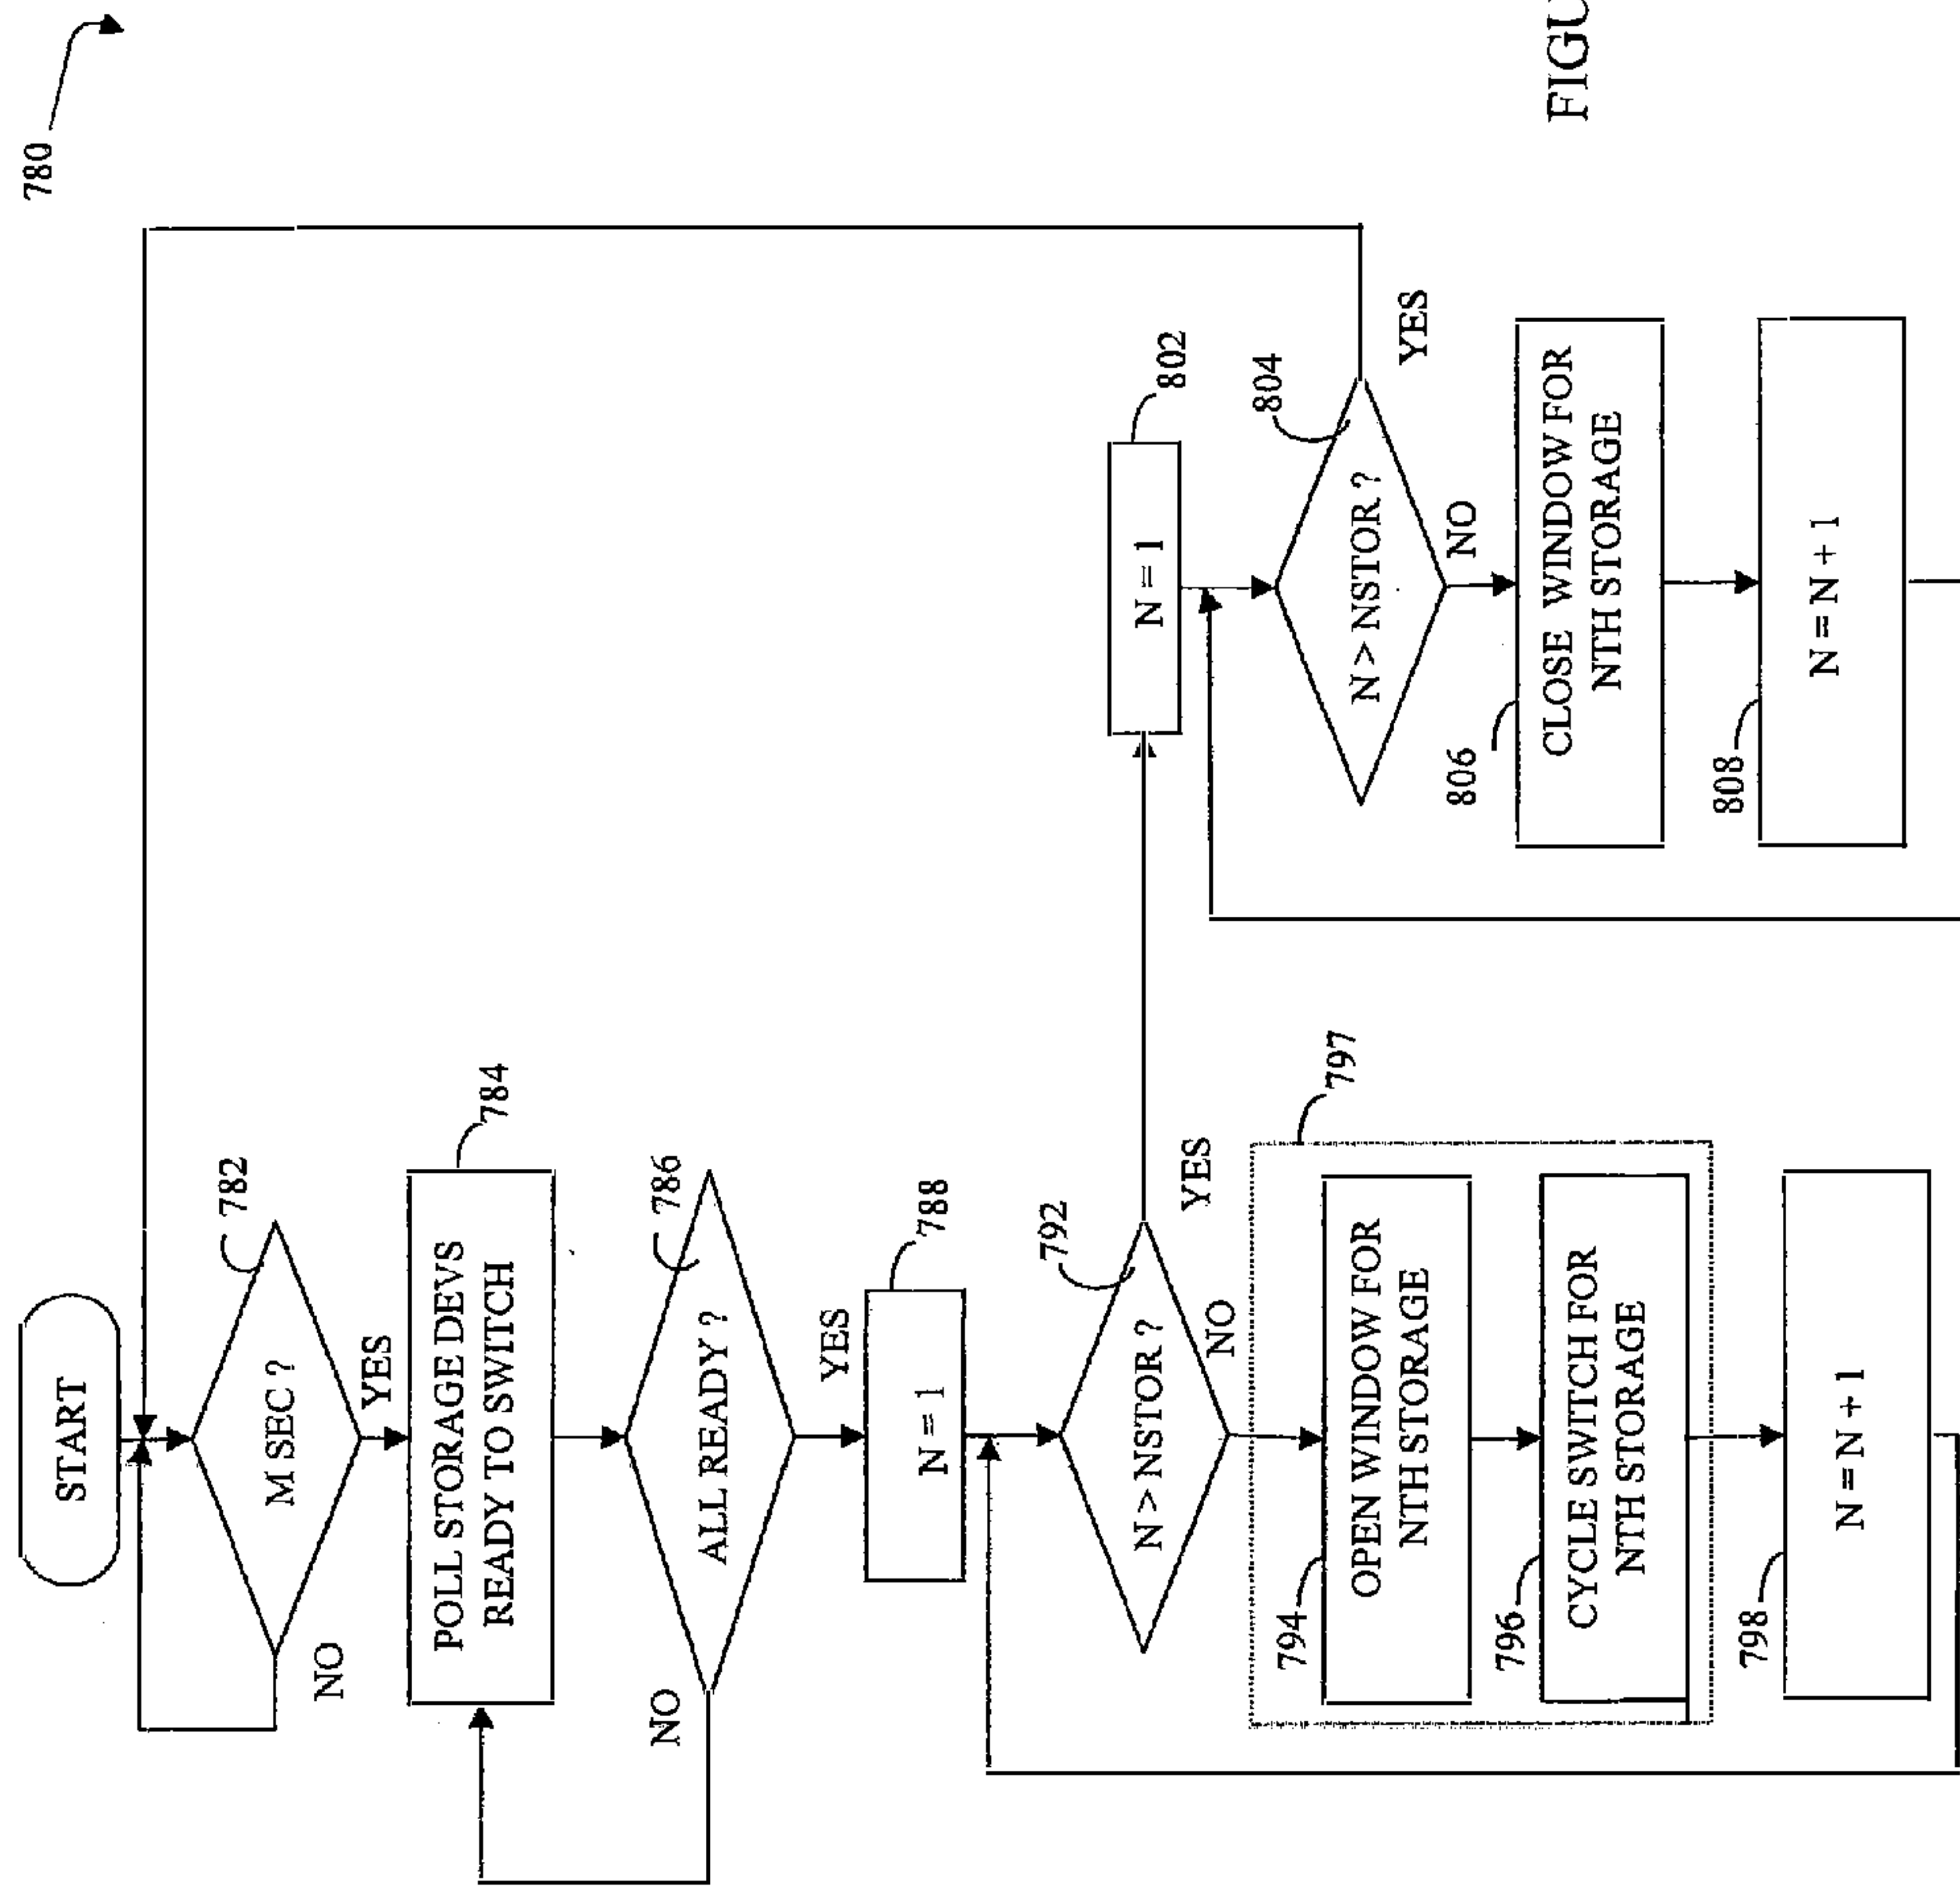 780
START
782
M SEC ?
NO
YES
784
POLL STORAGE DEVS
READY TO SWITCH
786
ALL READY ?
NO
YES
788
N = 1
792
N > NSTOR ?
YES
NO
797
794
OPEN WINDOW FOR
NTH STORAGE
796
CYCLE SWITCH FOR
NTH STORAGE
798
N = N + 1
802
N = 1
804
N > NSTOR ?
YES
NO
806
CLOSE WINDOW FOR
NTH STORAGE
808
N = N + 1